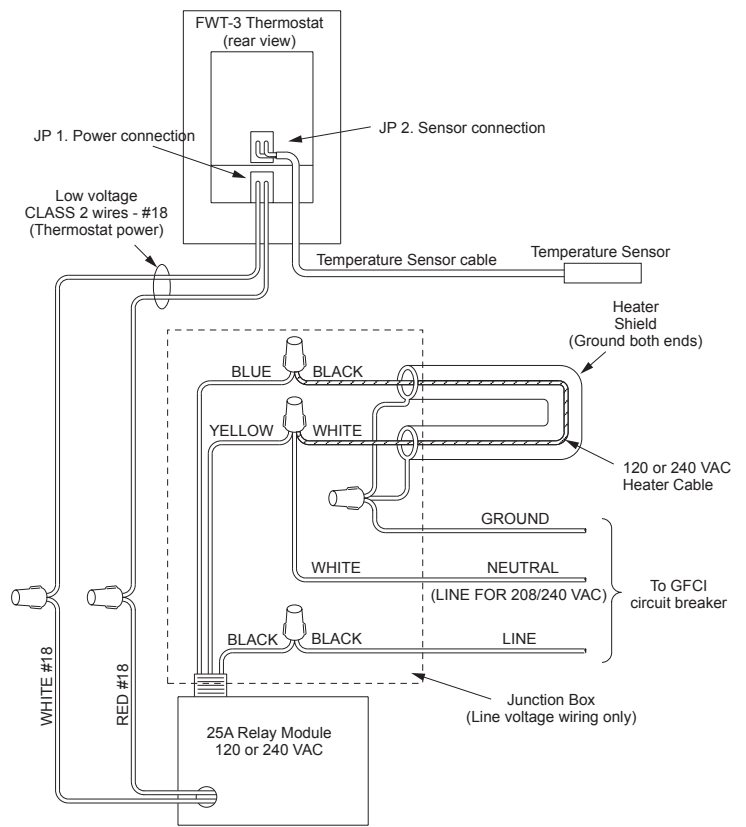 FWT-3 Thermostat
(rear view)
JP 1. Power connection
JP 2. Sensor connection
Low voltage
CLASS 2 wires - #18
(Thermostat power)
Temperature Sensor cable
Temperature Sensor
Heater
Shield
(Ground both ends)
BLUE
BLACK
YELLOW
WHITE
120 or 240 VAC
Heater Cable
GROUND
WHITE
NEUTRAL
(LINE FOR 208/240 VAC)
To GFCI
circuit breaker
BLACK
BLACK
LINE
WHITE #18
RED #18
Junction Box
(Line voltage wiring only)
25A Relay Module
120 or 240 VAC